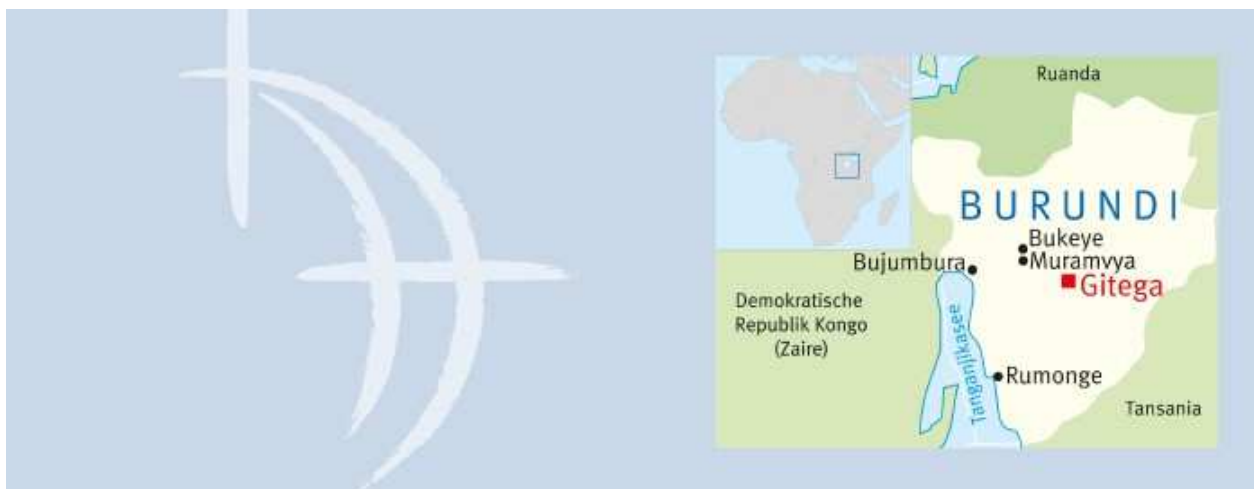 Ruanda
BURUNDI
Bukeye
Bujumbura
Muramvya
Gitega
Demokratische
Republik Kongo
(Zaire)
Tanganjikasee
Rumonge
Tansania